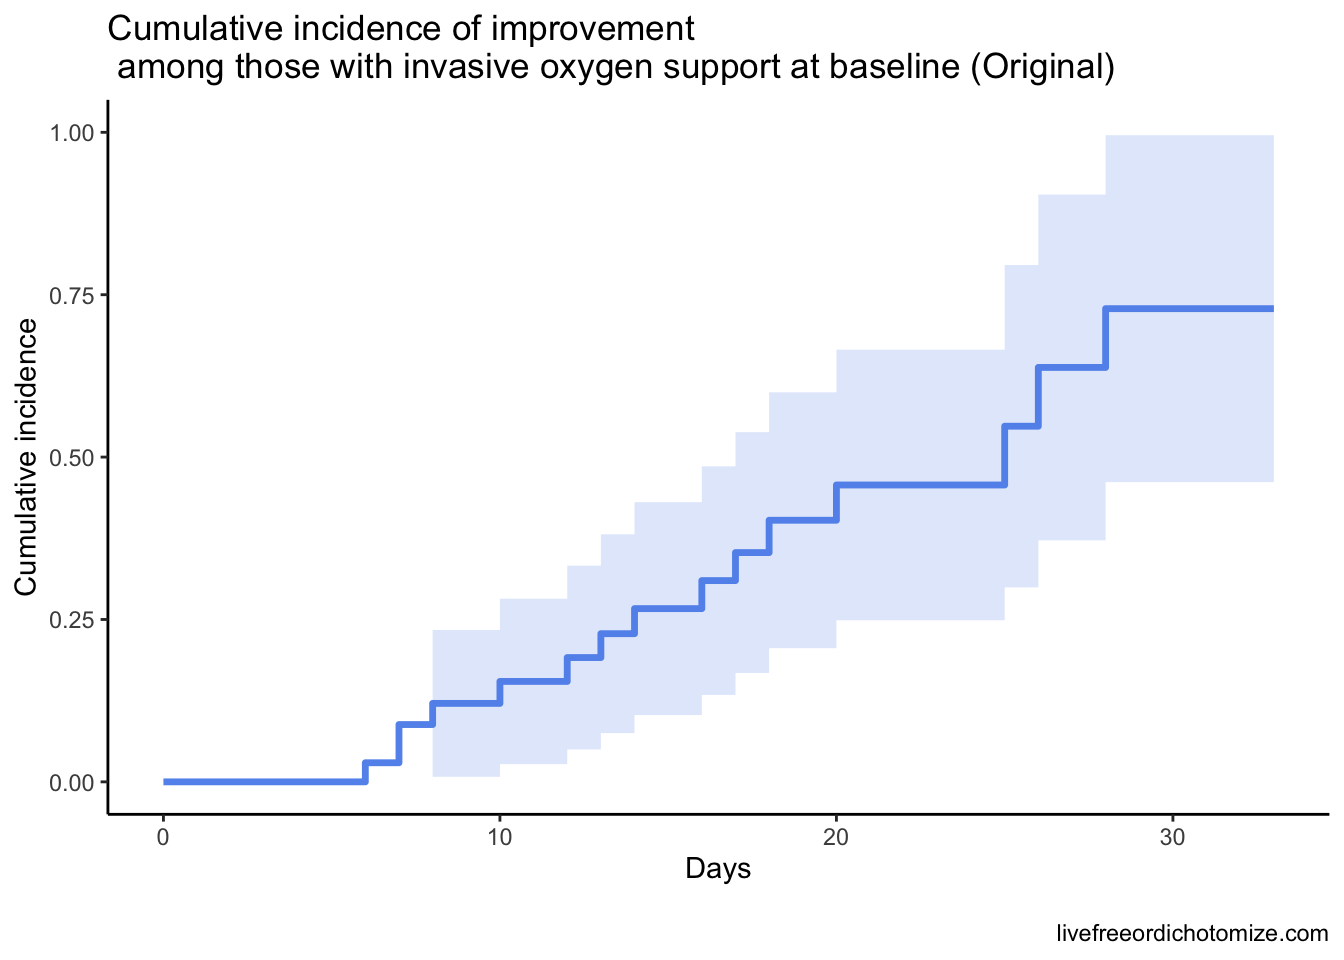 Cumulative incidence of improvement
among those with invasive oxygen support at baseline (Original)
1.00
0.75
0.50
0.25
0.00
Cumulative incidence
0 10 20 30
Days
livefreeordichotomize.com